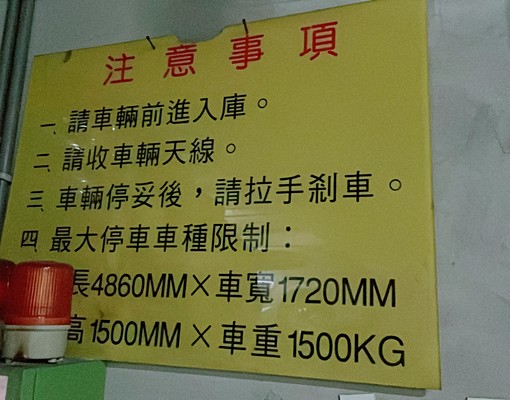 注意事項
一、請車輛前進入庫。
二、請收車輛天線。
三、車輛停妥後，請拉手剎車。
四、最大停車車種限制：
長4860MM×車寬1720MM
高1500MM×車重1500KG